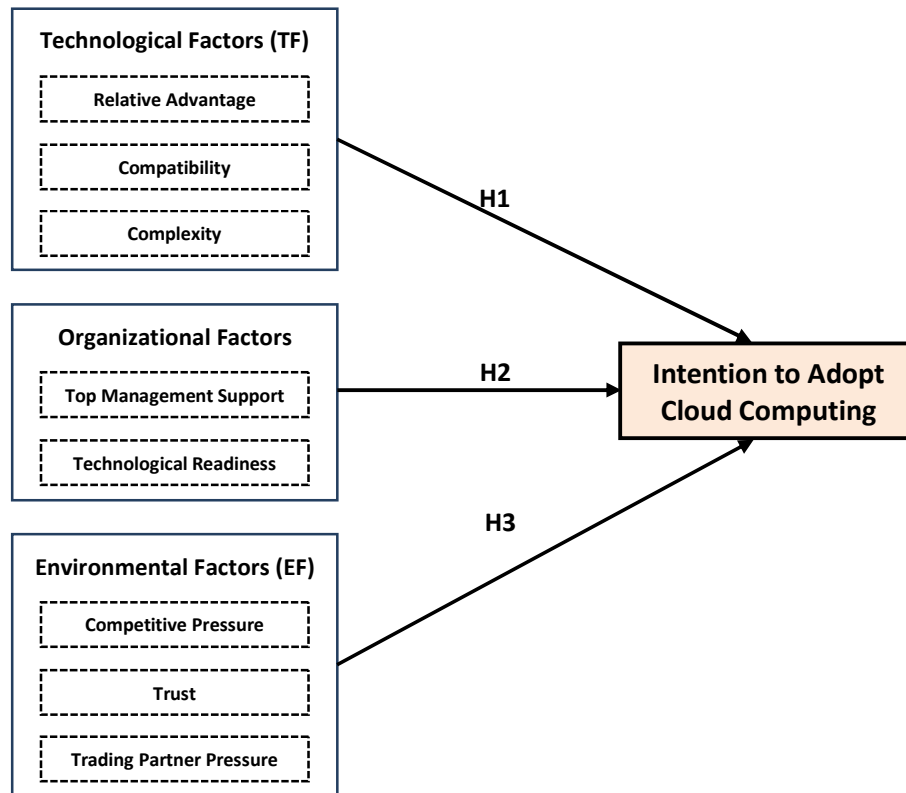 Technological Factors (TF)
Relative Advantage
Compatibility
Complexity
H1
Organizational Factors
Top Management Support
Technological Readiness
H2
Intention to Adopt
Cloud Computing
H3
Environmental Factors (EF)
Competitive Pressure
Trust
Trading Partner Pressure